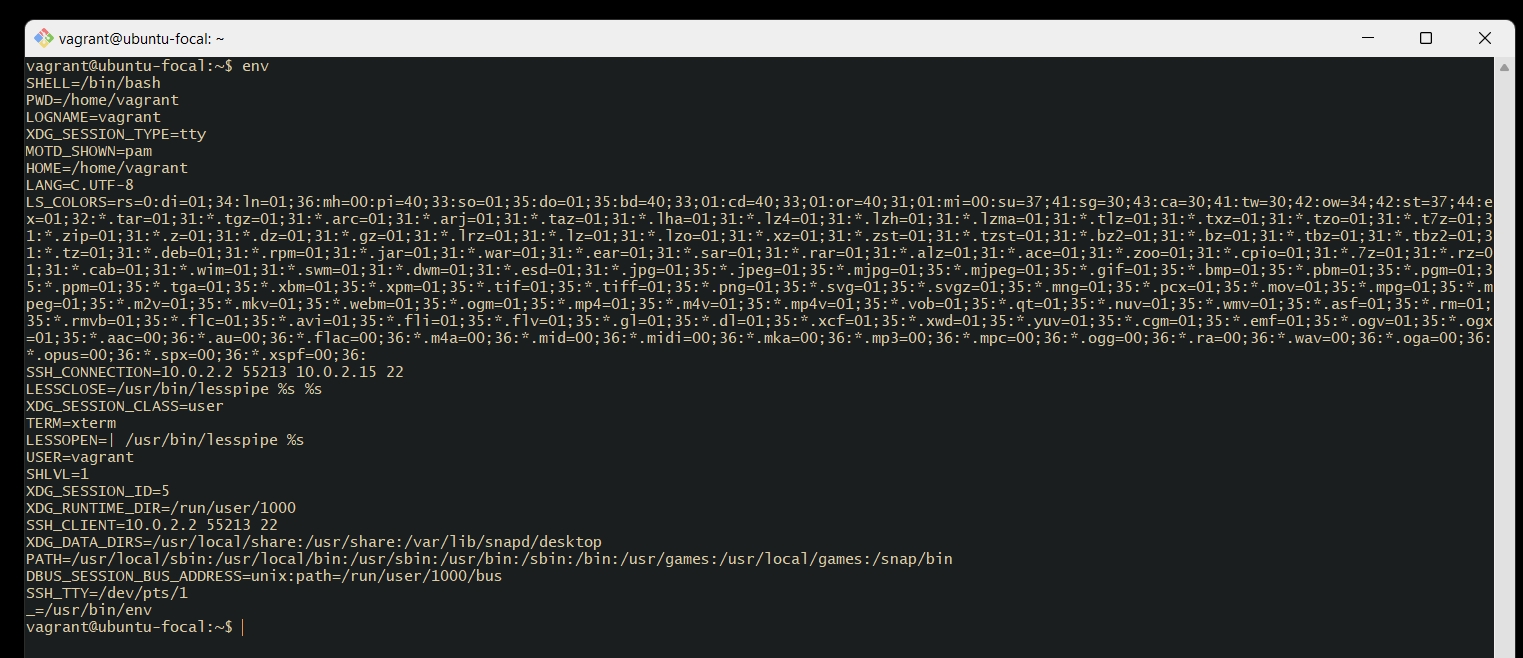 vagrant@ubuntu-focal: ~
vagrant@ubuntu-focal:~$ env
SHELL=/bin/bash
PWD=/home/vagrant
LOGNAME=vagrant
XDG_SESSION_TYPE=tty
MOTD_SHOWN=pam
HOME=/home/vagrant
LANG=C.UTF-8
LS_COLORS=rs=0:di=01;34:ln=01;36:mh=00:pi=40;33:so=01;35:do=01;35:bd=40;33;01:cd=40;33;01:or=40;31;01:mi=00:su=37;41:sg=30;43:ca=30;41:tw=30;42:ow=34;42:st=37;44:e
x=01;32:*.tar=01;31:*.tgz=01;31:*.arc=01;31:*.arj=01;31:*.taz=01;31:*.lha=01;31:*.lz4=01;31:*.lzh=01;31:*.lzma=01;31:*.tlz=01;31:*.txz=01;31:*.tzo=01;31:*.t7z=01;3
1:*.zip=01;31:*.z=01;31:*.dz=01;31:*.gz=01;31:*.lrz=01;31:*.lz=01;31:*.lzo=01;31:*.xz=01;31:*.zst=01;31:*.tzst=01;31:*.bz2=01;31:*.bz=01;31:*.tbz=01;31:*.tbz2=01;3
1:*.tz=01;31:*.deb=01;31:*.rpm=01;31:*.jar=01;31:*.war=01;31:*.ear=01;31:*.sar=01;31:*.rar=01;31:*.alz=01;31:*.ace=01;31:*.zoo=01;31:*.cpio=01;31:*.7z=01;31:*.rz=0
1;31:*.cab=01;31:*.wim=01;31:*.swm=01;31:*.dwm=01;31:*.esd=01;31:*.jpg=01;35:*.jpeg=01;35:*.mjpg=01;35:*.mjpeg=01;35:*.gif=01;35:*.bmp=01;35:*.pbm=01;35:*.pgm=01;3
5:*.ppm=01;35:*.tga=01;35:*.xbm=01;35:*.xpm=01;35:*.tif=01;35:*.tiff=01;35:*.png=01;35:*.svg=01;35:*.svgz=01;35:*.mng=01;35:*.pcx=01;35:*.mov=01;35:*.mpg=01;35:*.m
peg=01;35:*.m2v=01;35:*.mkv=01;35:*.webm=01;35:*.ogm=01;35:*.mp4=01;35:*.m4v=01;35:*.mp4v=01;35:*.vob=01;35:*.qt=01;35:*.nuv=01;35:*.wmv=01;35:*.asf=01;35:*.rm=01;
35:*.rmvb=01;35:*.flc=01;35:*.avi=01;35:*.fli=01;35:*.flv=01;35:*.gl=01;35:*.dl=01;35:*.xcf=01;35:*.xwd=01;35:*.yuv=01;35:*.cgm=01;35:*.emf=01;35:*.ogv=01;35:*.ogx
=01;35:*.aac=00;36:*.au=00;36:*.flac=00;36:*.m4a=00;36:*.mid=00;36:*.midi=00;36:*.mka=00;36:*.mp3=00;36:*.mpc=00;36:*.ogg=00;36:*.ra=00;36:*.wav=00;36:*.oga=00;36:
*.opus=00;36:*.spx=00;36:*.xspf=00;36:
SSH_CONNECTION=10.0.2.2 55213 10.0.2.15 22
LESSCLOSE=/usr/bin/lesspipe %s %s
XDG_SESSION_CLASS=user
TERM=xterm
LESSOPEN=| /usr/bin/lesspipe %s
USER=vagrant
SHLVL=1
XDG_SESSION_ID=5
XDG_RUNTIME_DIR=/run/user/1000
SSH_CLIENT=10.0.2.2 55213 22
XDG_DATA_DIRS=/usr/local/share:/usr/share:/var/lib/snapd/desktop
PATH=/usr/local/sbin:/usr/local/bin:/usr/sbin:/usr/bin:/sbin:/bin:/usr/games:/usr/local/games:/snap/bin
DBUS_SESSION_BUS_ADDRESS=unix:path=/run/user/1000/bus
SSH_TTY=/dev/pts/1
_=/usr/bin/env
vagrant@ubuntu-focal:~$